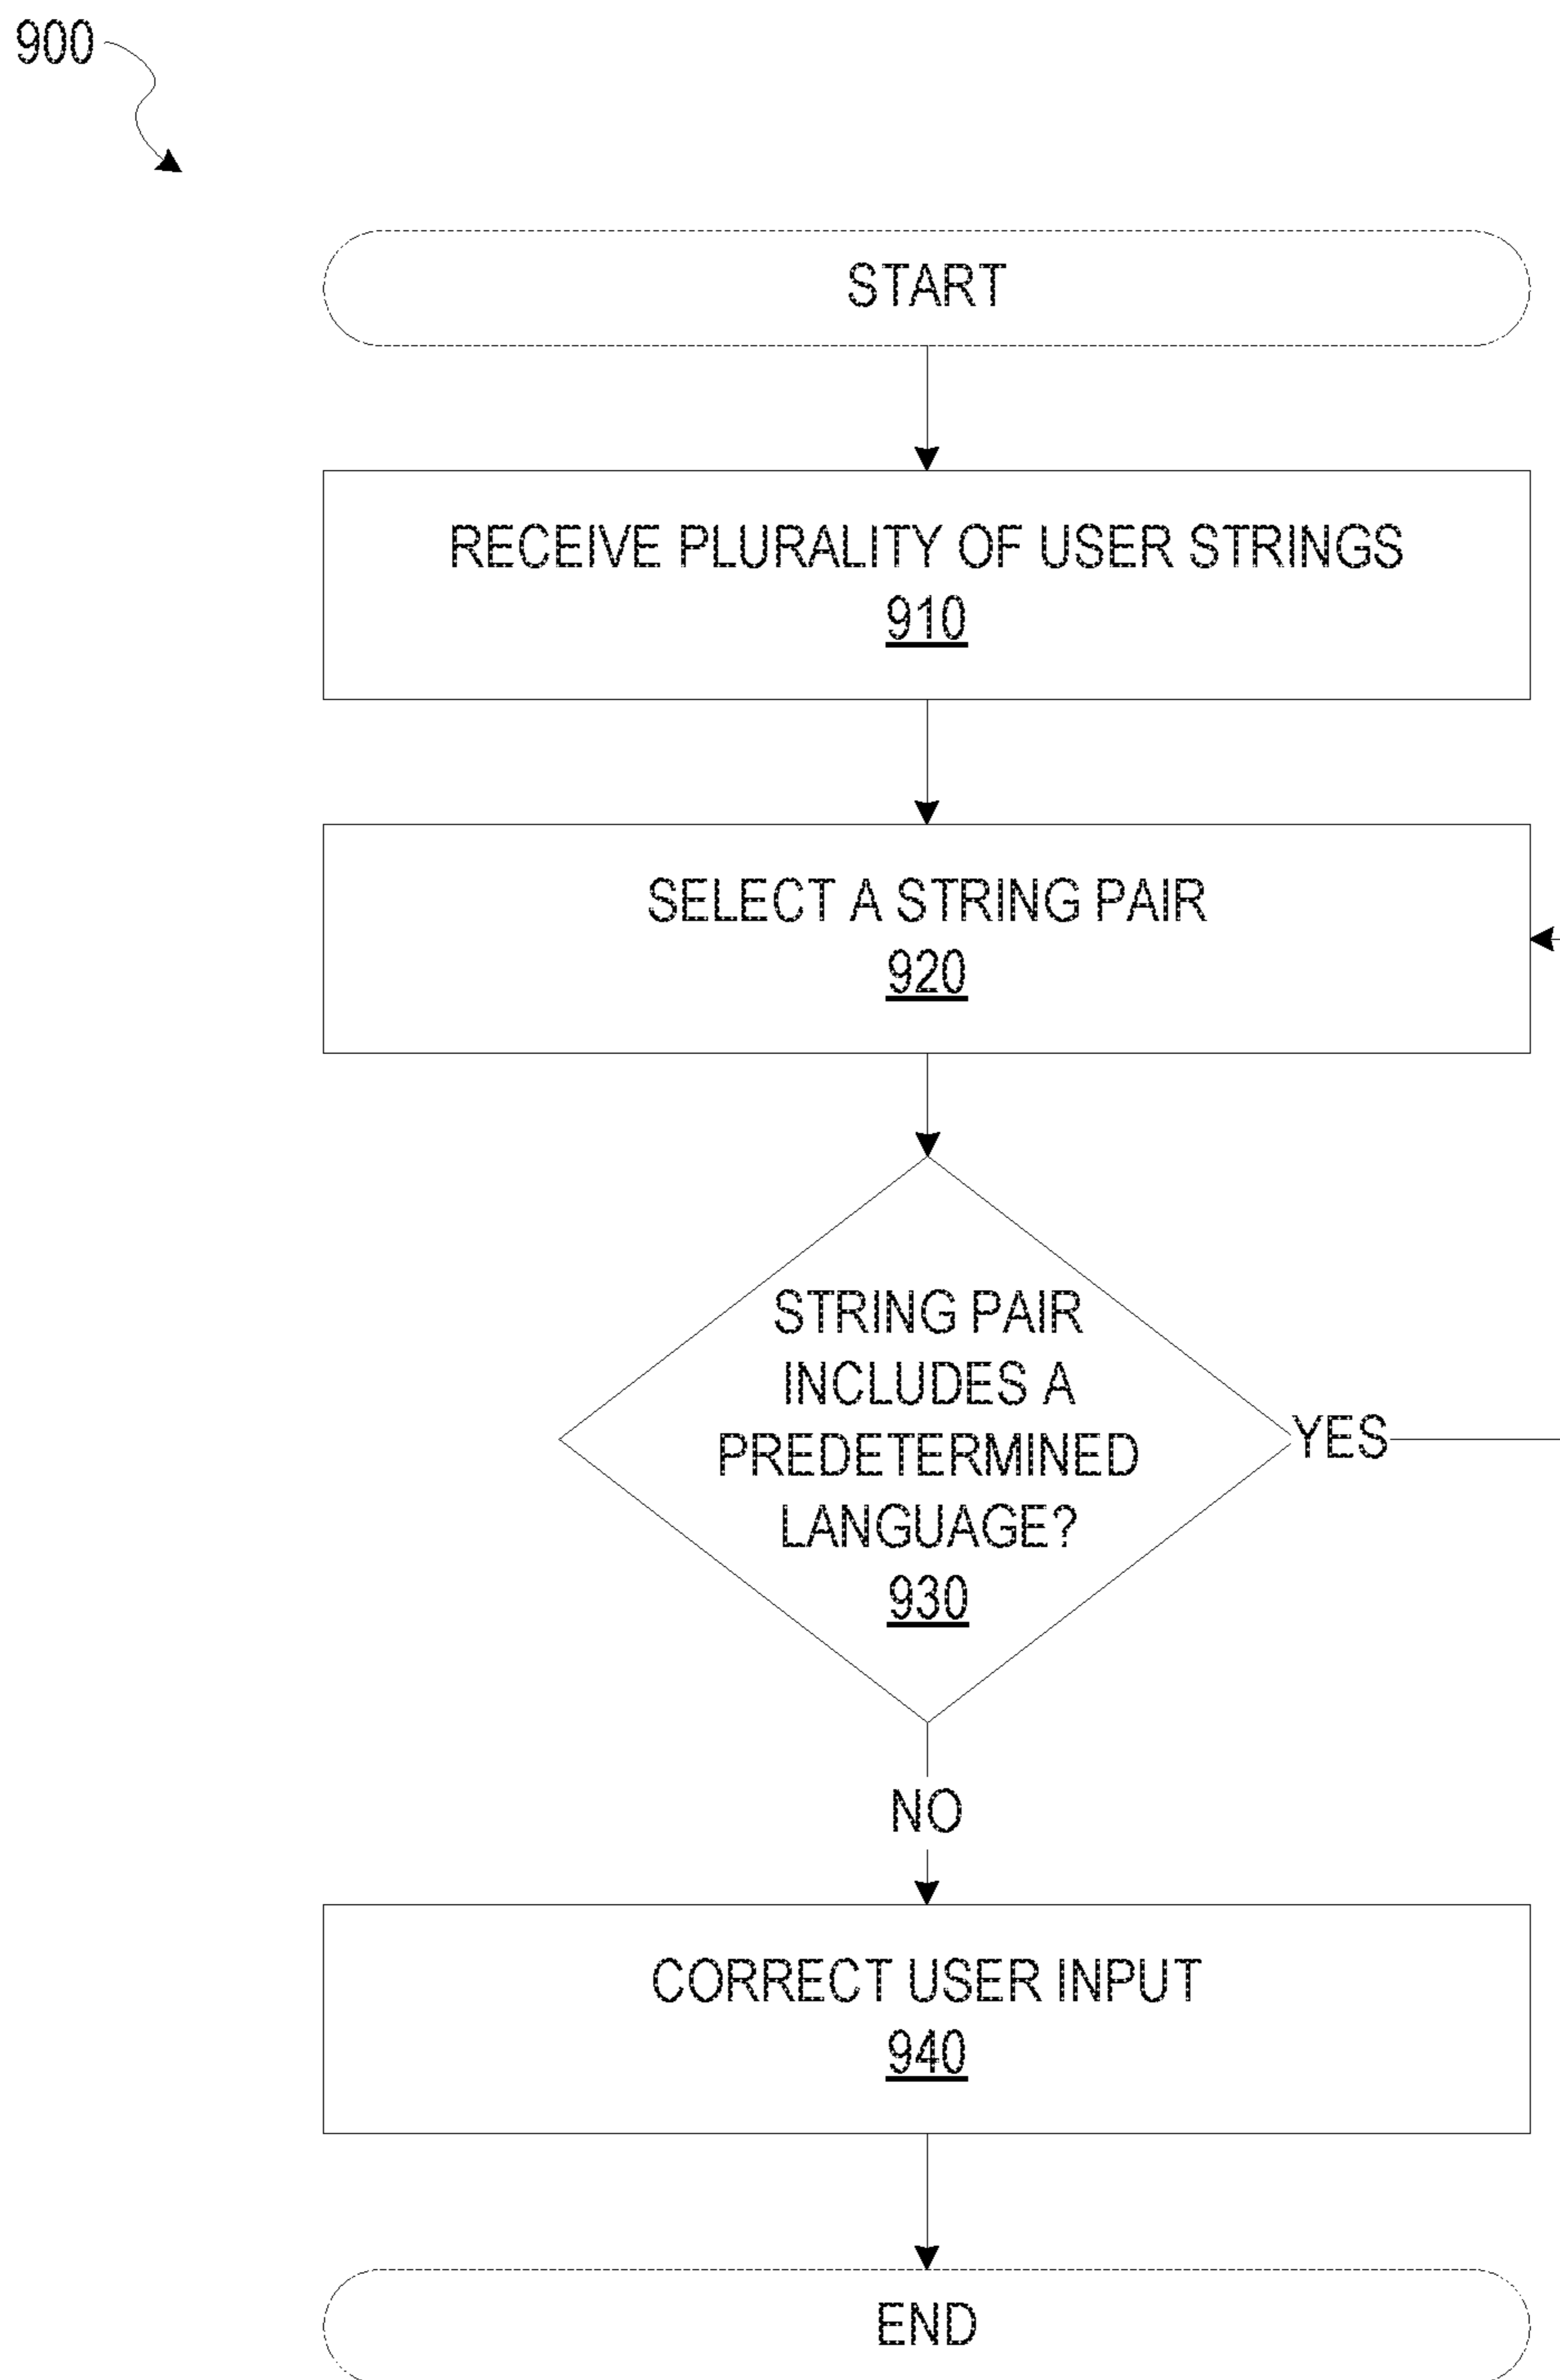 900
START
RECEIVE PLURALITY OF USER STRINGS
910
SELECT A STRING PAIR
920
STRING PAIR
INCLUDES A
PREDETERMINED
LANGUAGE?
930
YES
NO
CORRECT USER INPUT
940
END